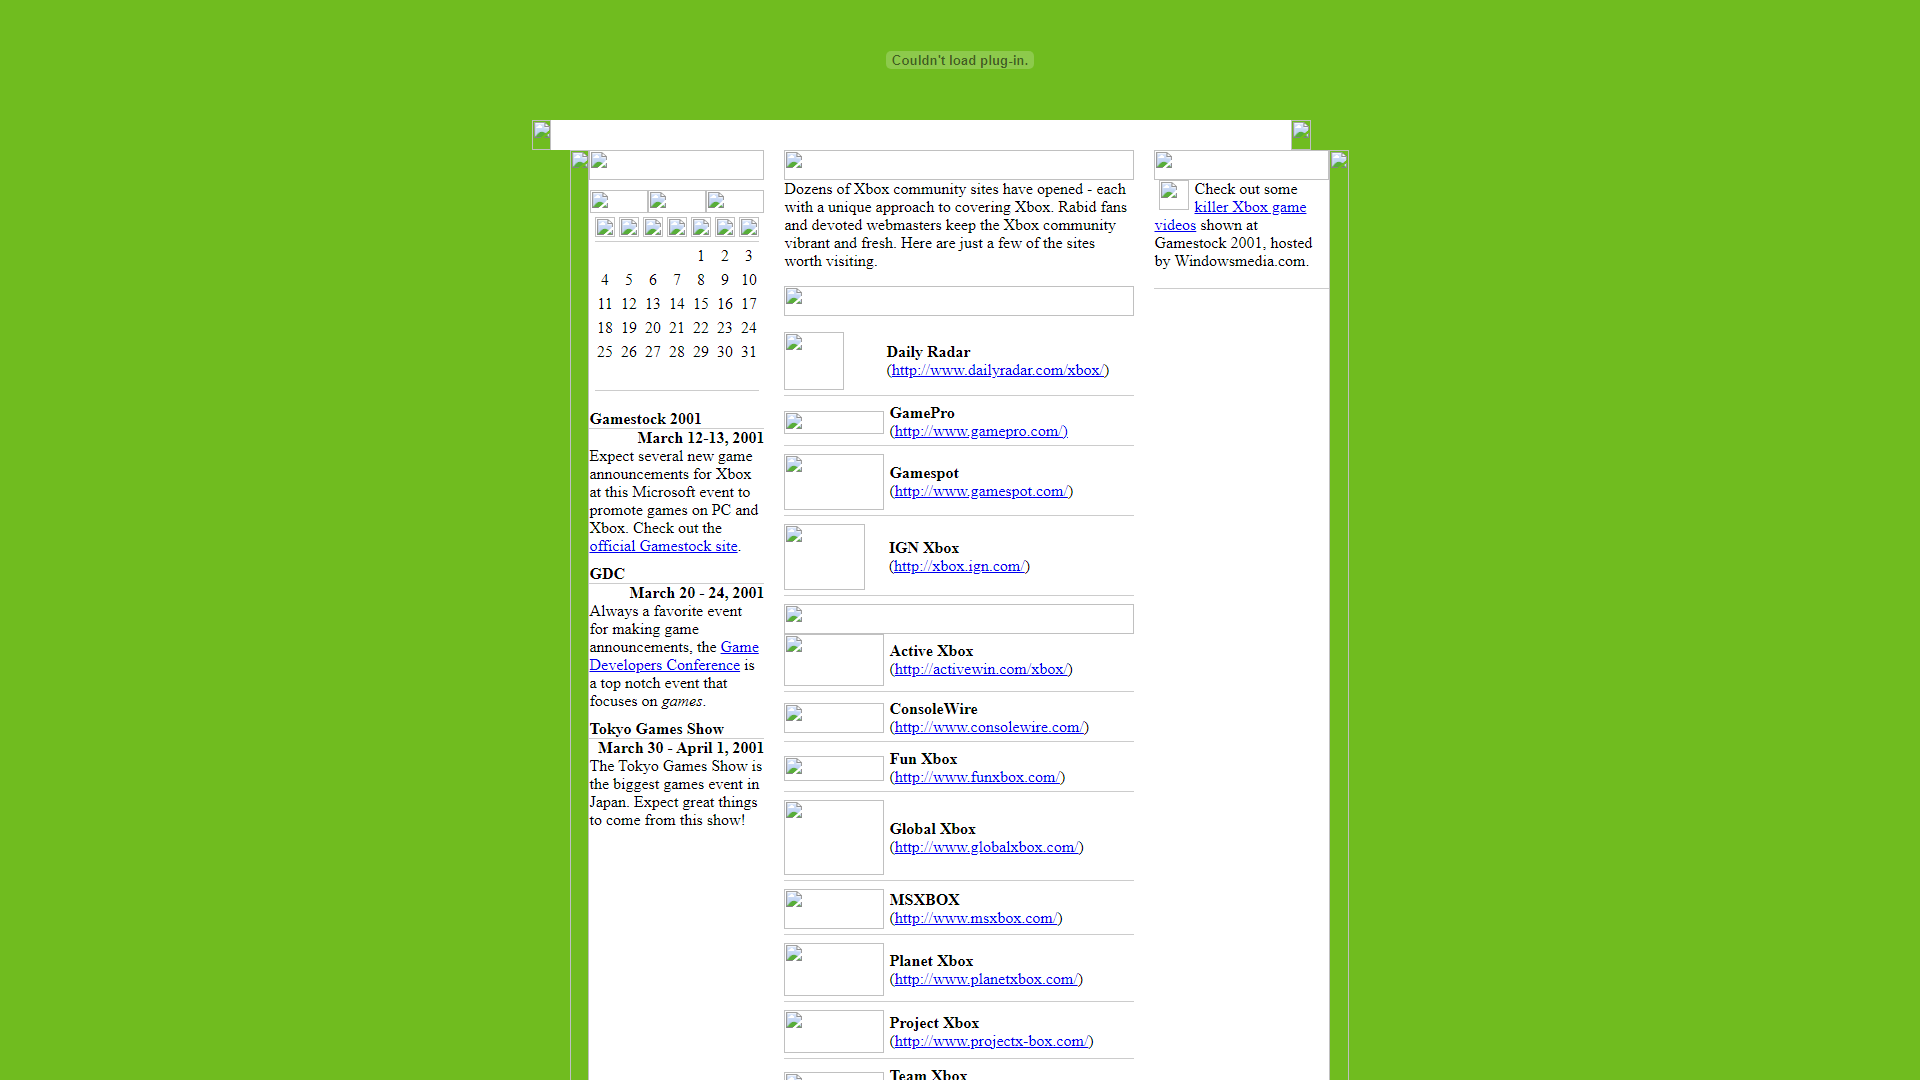 Couldn't load plug-in.
1 2 3
4 5 6 7 8 9 10
11 12 13 14 15 16 17
18 19 20 21 22 23 24
25 26 27 28 29 30 31
Gamestock 2001
March 12-13, 2001
Expect several new game
announcements for Xbox
at this Microsoft event to
promote games on PC and
Xbox. Check out the
official Gamestock site.
GDC
March 20 - 24, 2001
Always a favorite event
for making game
announcements, the Game
Developers Conference is
a top notch event that
focuses on games.
Tokyo Games Show
March 30 - April 1, 2001
The Tokyo Games Show is
the biggest games event in
Japan. Expect great things
to come from this show!
Dozens of Xbox community sites have opened - each
with a unique approach to covering Xbox. Rabid fans
and devoted webmasters keep the Xbox community
vibrant and fresh. Here are just a few of the sites
worth visiting.
Daily Radar
(http://www.dailyradar.com/xbox/)
GamePro
(http://www.gamepro.com/)
Gamespot
(http://www.gamespot.com/)
IGN Xbox
(http://xbox.ign.com/)
Active Xbox
(http://activewin.com/xbox/)
ConsoleWire
(http://www.consolewire.com/)
Fun Xbox
(http://www.funxbox.com/)
Global Xbox
(http://www.globalxbox.com/)
MSXBOX
(http://www.msxbox.com/)
Planet Xbox
(http://www.planetxbox.com/)
Project Xbox
(http://www.projectx-box.com/)
Team Xbox
Check out some
killer Xbox game
videos shown at
Gamestock 2001, hosted
by Windowsmedia.com.